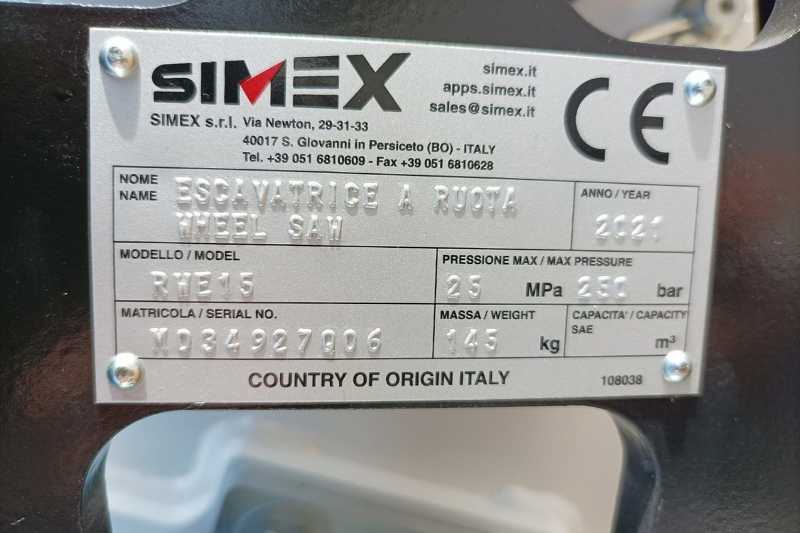 SIMEX
simex.it
apps.simex.it
sales@simex.it
CE
SIMEX s.r.l. Via Newton, 29-31-33
40017 S. Giovanni in Persiceto (BO) - ITALY
Tel. +39 051 6810609 - Fax +39 051 6810628
NOME NAME ESCAVATRICE A RUOTA WHEEL SAW
ANNO / YEAR
2021
MODELLO / MODEL
RWE15
PRESSIONE MAX / MAX PRESSURE
25 MPa 250 bar
MATRICOLA / SERIAL NO.
M034927Q06
MASSA / WEIGHT
145 kg
CAPACITA' / CAPACITY
SAE m³
COUNTRY OF ORIGIN ITALY
108038